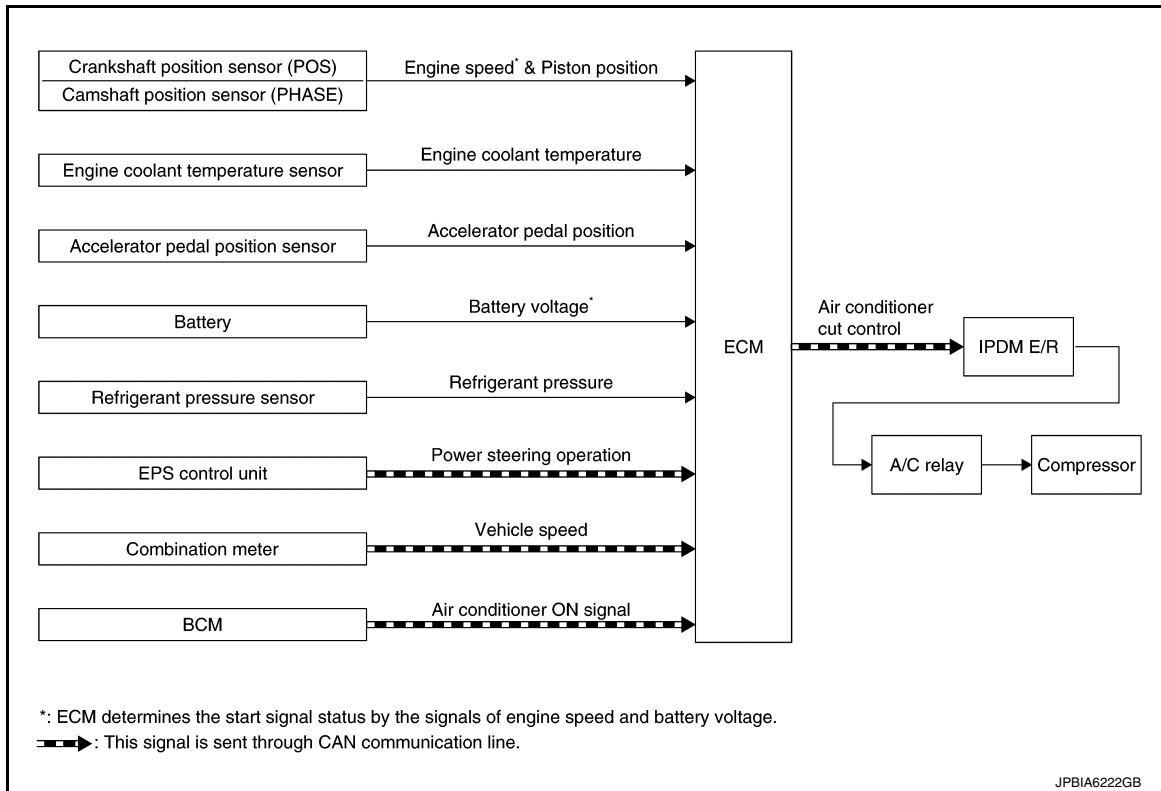 Crankshaft position sensor (POS)
Camshaft position sensor (PHASE)
Engine speed* & Piston position
Engine coolant temperature sensor
Engine coolant temperature
Accelerator pedal position sensor
Accelerator pedal position
Battery
Battery voltage*
Refrigerant pressure sensor
Refrigerant pressure
EPS control unit
Power steering operation
Combination meter
Vehicle speed
BCM
Air conditioner ON signal
ECM
Air conditioner
cut control
IPDM E/R
A/C relay
Compressor
*: ECM determines the start signal status by the signals of engine speed and battery voltage.
: This signal is sent through CAN communication line.
JPBIA6222GB